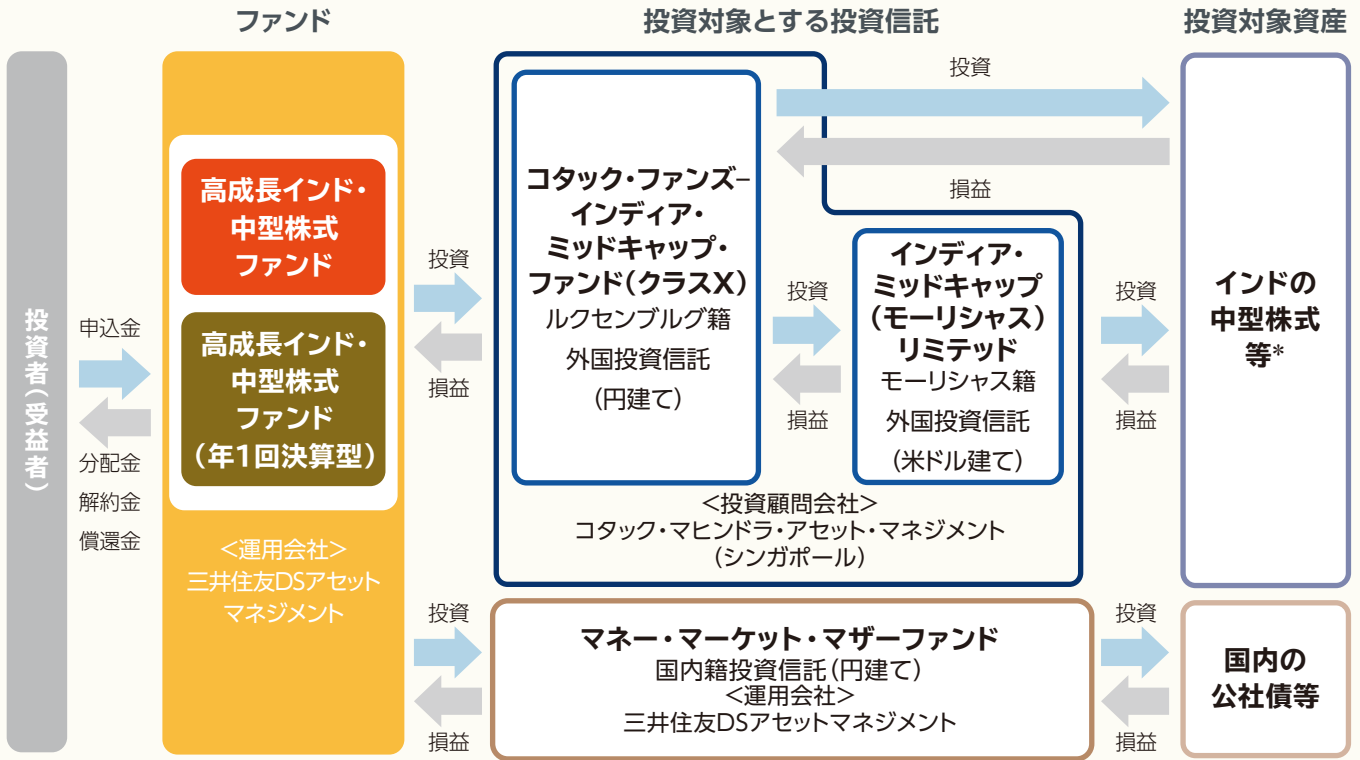 ファンド
投資対象とする投資信託
投資対象資産
投資者(受益者)
申込金
分配金
解約金
償還金
高成長インド・
中型株式
ファンド
高成長インド・
中型株式
ファンド
(年1回決算型)
<運用会社>
三井住友DSアセット
マネジメント
投資
損益
コタック・ファンズ−
インディア・
ミッドキャップ・
ファンド(クラスX)
ルクセンブルグ籍
外国投資信託
(円建て)
投資
損益
投資
損益
インディア・
ミッドキャップ
(モーリシャス)
リミテッド
モーリシャス籍
外国投資信託
(米ドル建て)
<投資顧問会社>
コタック・マヒンドラ・アセット・マネジメント
(シンガポール)
投資
損益
インドの
中型株式
等*
投資
損益
マネー・マーケット・マザーファンド
国内籍投資信託(円建て)
<運用会社>
三井住友DSアセットマネジメント
投資
損益
国内の
公社債等